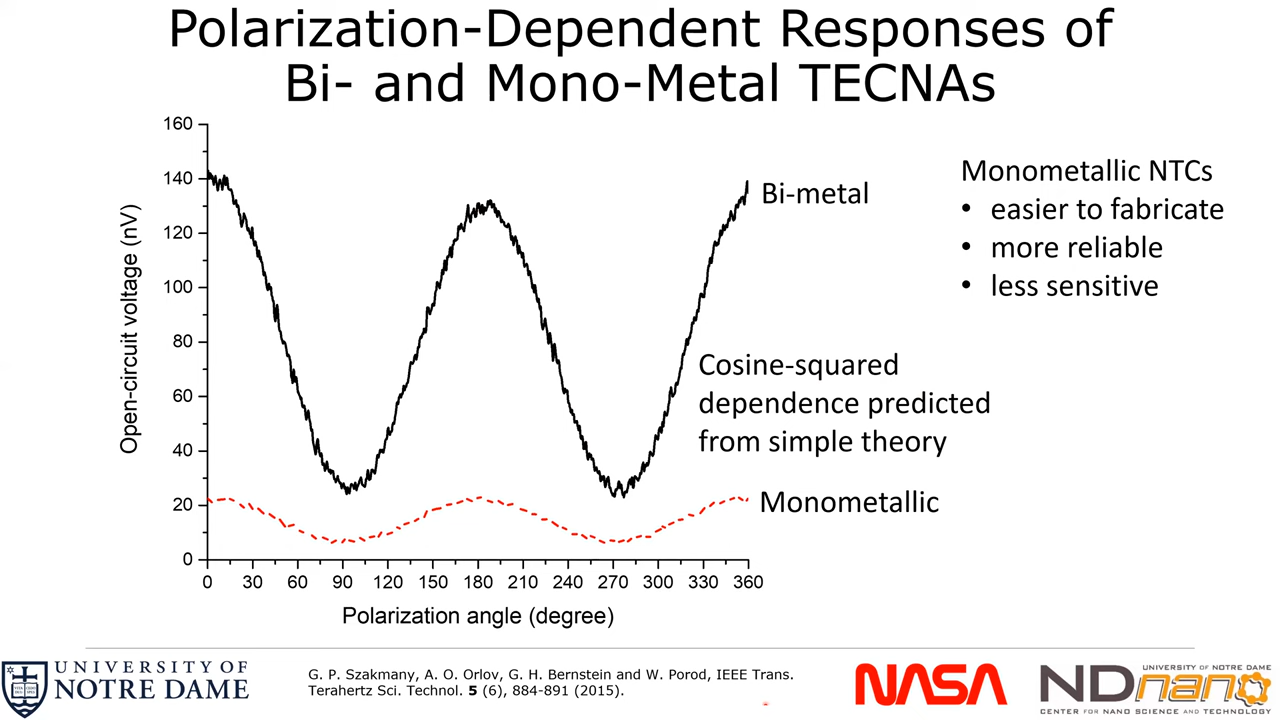 Polarization-Dependent Responses of
Bi- and Mono-Metal TECNAs
160
140
120
100
80
60
40
20
0
Open-circuit voltage (nV)
0 30 60 90 120 150 180 210 240 270 300 330 360
Polarization angle (degree)
Bi-metal
Cosine-squared
dependence predicted
from simple theory
Monometallic
Monometallic NTCs
• easier to fabricate
• more reliable
• less sensitive
UNIVERSITY OF
NOTRE DAME
G. P. Szakmany, A. O. Orlov, G. H. Bernstein and W. Porod, IEEE Trans.
Terahertz Sci. Technol. 5 (6), 884-891 (2015).
NASA
UNIVERSITY OF NOTRE DAME
NDnano
CENTER FOR NANO SCIENCE AND TECHNOLOGY